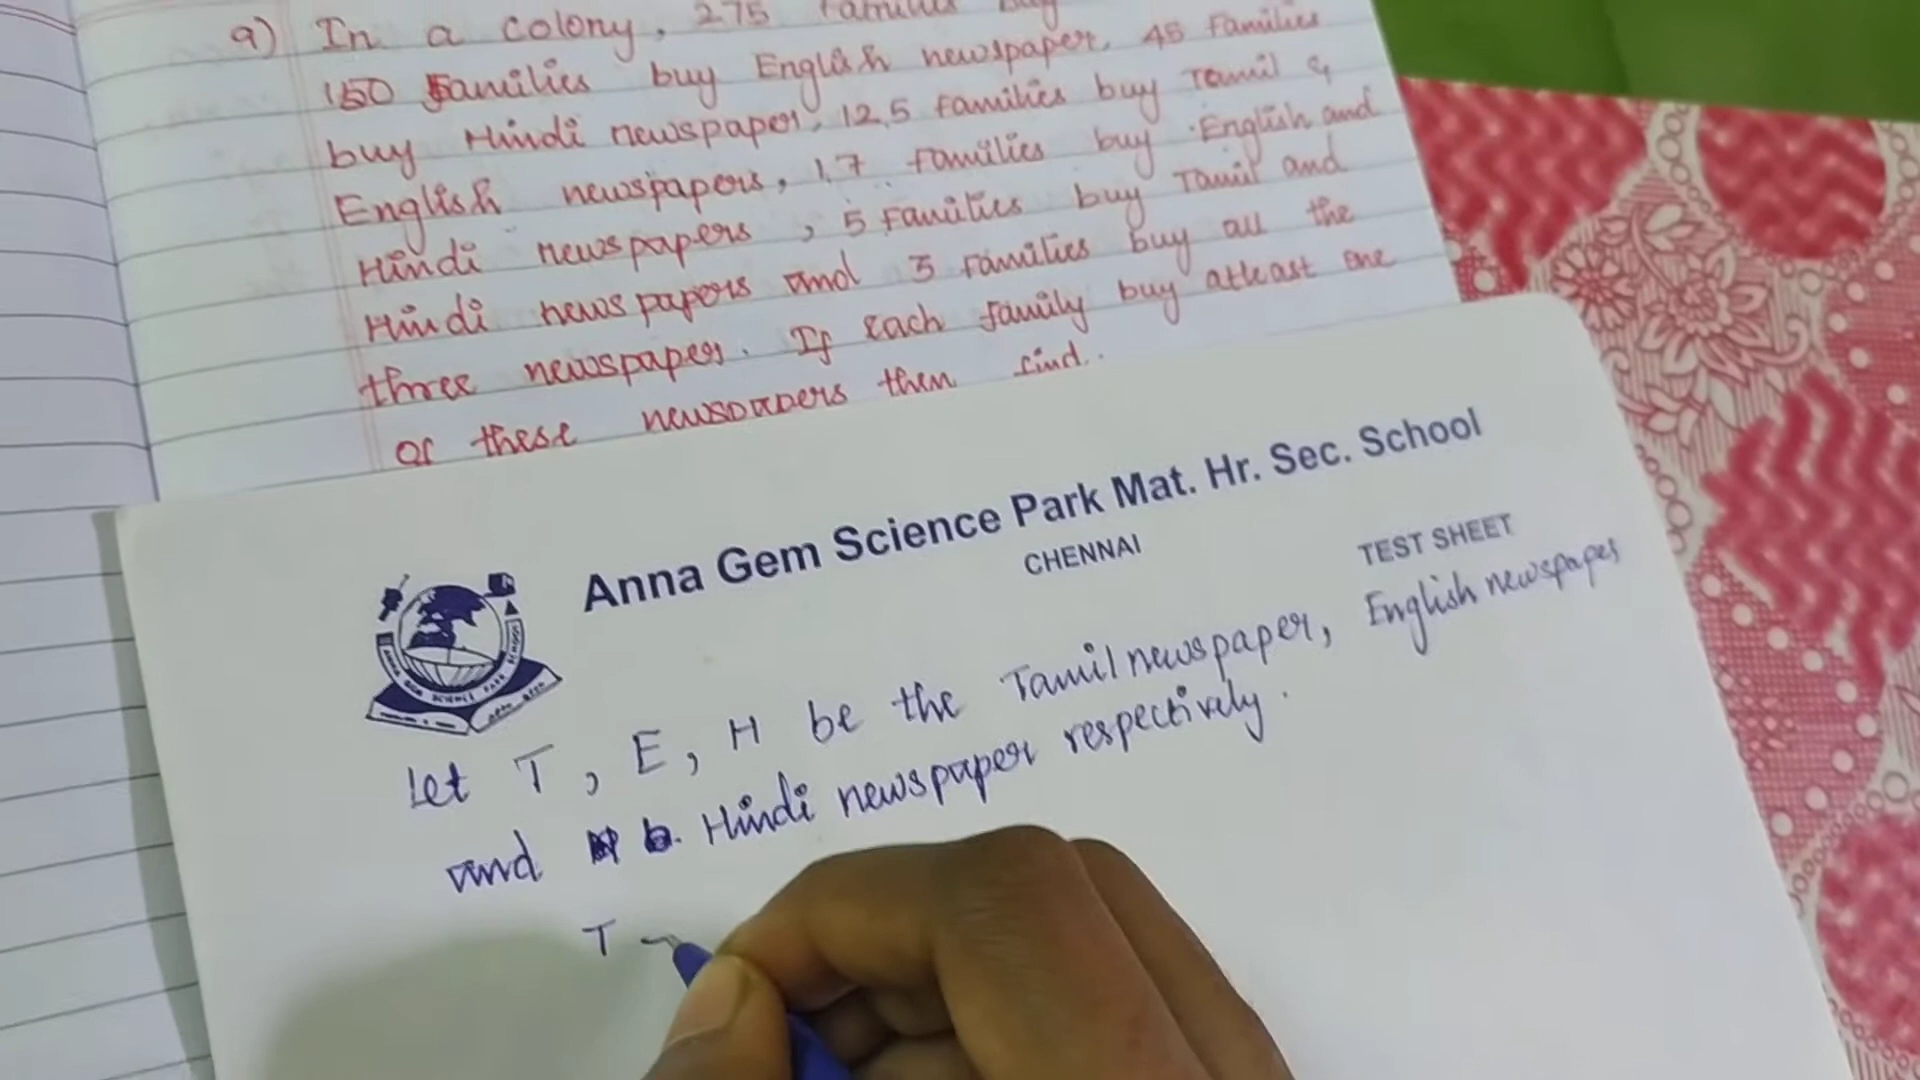 a) In a colony, 275 families buy
150 families buy English newspaper, 45 families
buy Hindi newspaper, 125 families buy Tamil &
English newspapers, 17 families buy English and
Hindi newspapers, 5 families buy Tamil and
Hindi newspapers and 3 families buy all the
three newspaper. If each family buy atleast one
of these newspapers then find.
Anna Gem Science Park Mat. Hr. Sec. School
CHENNAI
TEST SHEET
Let T, E, H be the Tamil newspaper, English newspaper
and Hindi newspaper respectively.
T